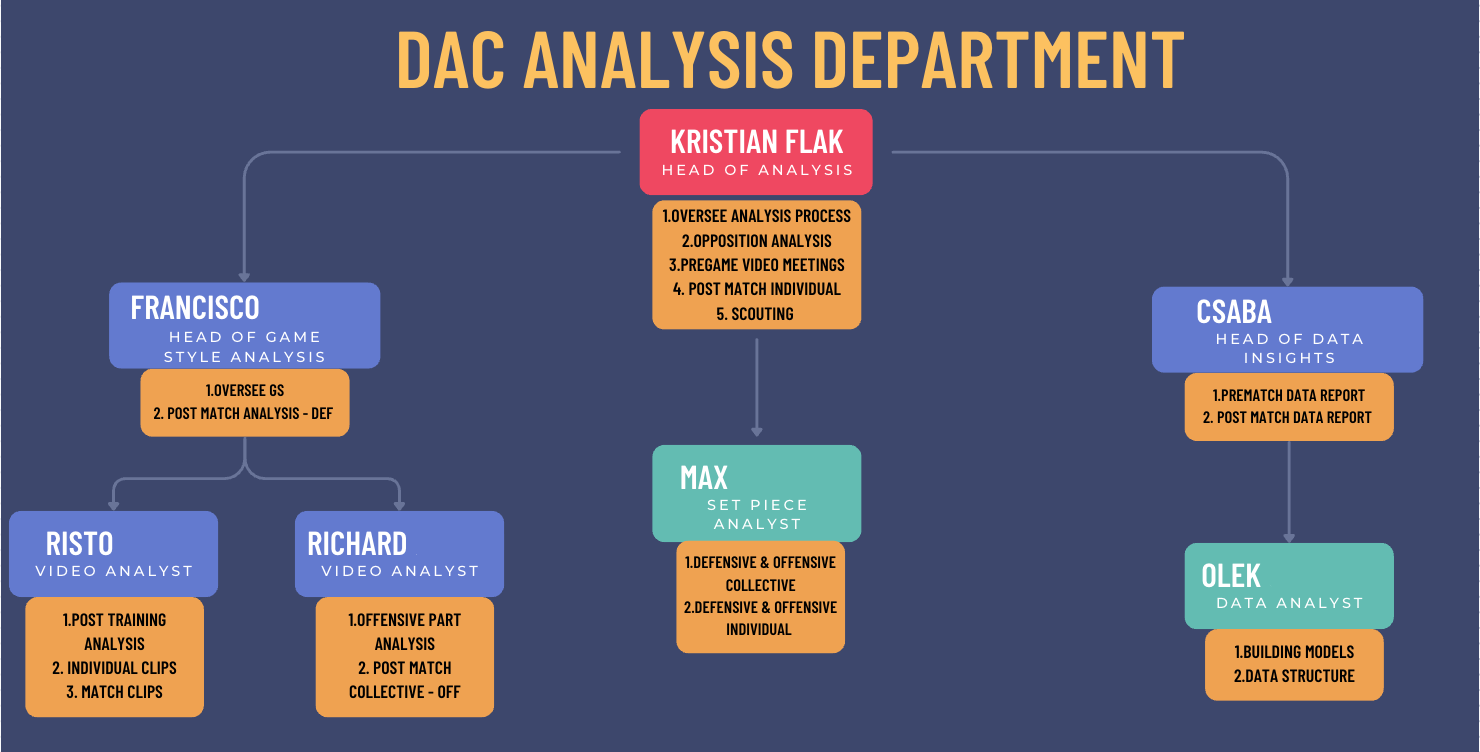 DAC ANALYSIS DEPARTMENT
KRISTIAN FLAK
HEAD OF ANALYSIS
1.OVERSEE ANALYSIS PROCESS
2.OPPOSITION ANALYSIS
3.PREGAME VIDEO MEETINGS
4. POST MATCH INDIVIDUAL
5. SCOUTING
FRANCISCO
HEAD OF GAME
STYLE ANALYSIS
1.OVERSEE GS
2. POST MATCH ANALYSIS - DEF
CSABA
HEAD OF DATA
INSIGHTS
1.PREMATCH DATA REPORT
2. POST MATCH DATA REPORT
RISTO
VIDEO ANALYST
1.POST TRAINING
ANALYSIS
2. INDIVIDUAL CLIPS
3. MATCH CLIPS
RICHARD
VIDEO ANALYST
1.OFFENSIVE PART
ANALYSIS
2. POST MATCH
COLLECTIVE - OFF
MAX
SET PIECE
ANALYST
1.DEFENSIVE & OFFENSIVE
COLLECTIVE
2.DEFENSIVE & OFFENSIVE
INDIVIDUAL
OLEK
DATA ANALYST
1.BUILDING MODELS
2.DATA STRUCTURE